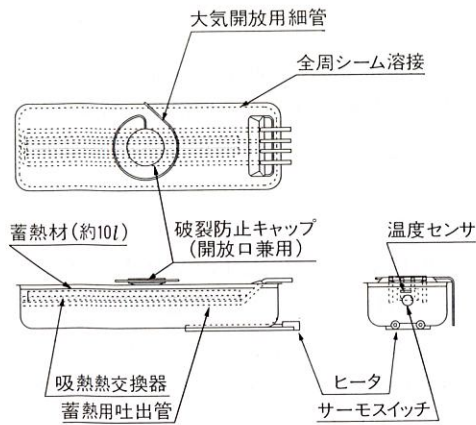 大気開放用細管
全周シーム溶接
蓄熱材(約10ℓ)
破裂防止キャップ
(開放口兼用)
温度センサ
吸熱熱交換器
蓄熱用吐出管
ヒータ
サーモスイッチ